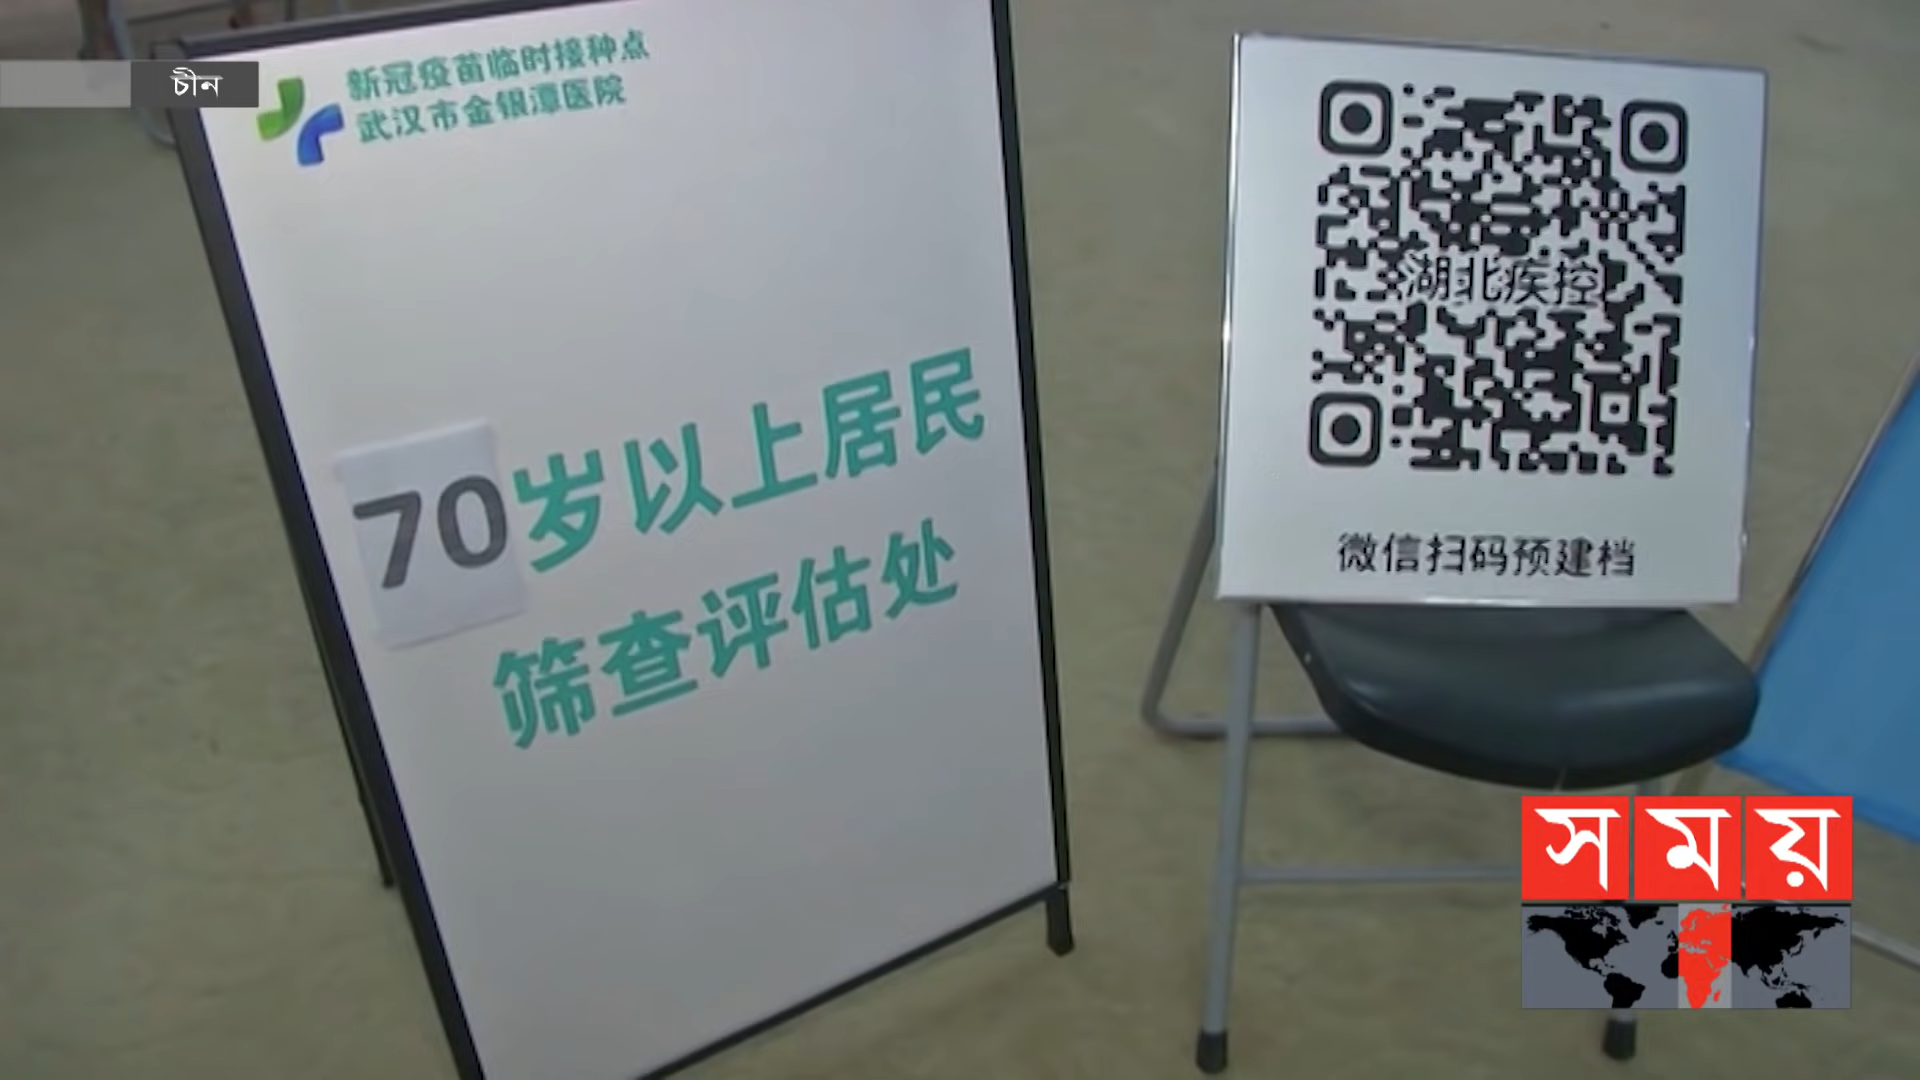 চীন
新冠疫苗临时接种点
武汉市金银潭医院
70岁以上居民
筛查评估处
湖北疾控
微信扫码预建档
সময়